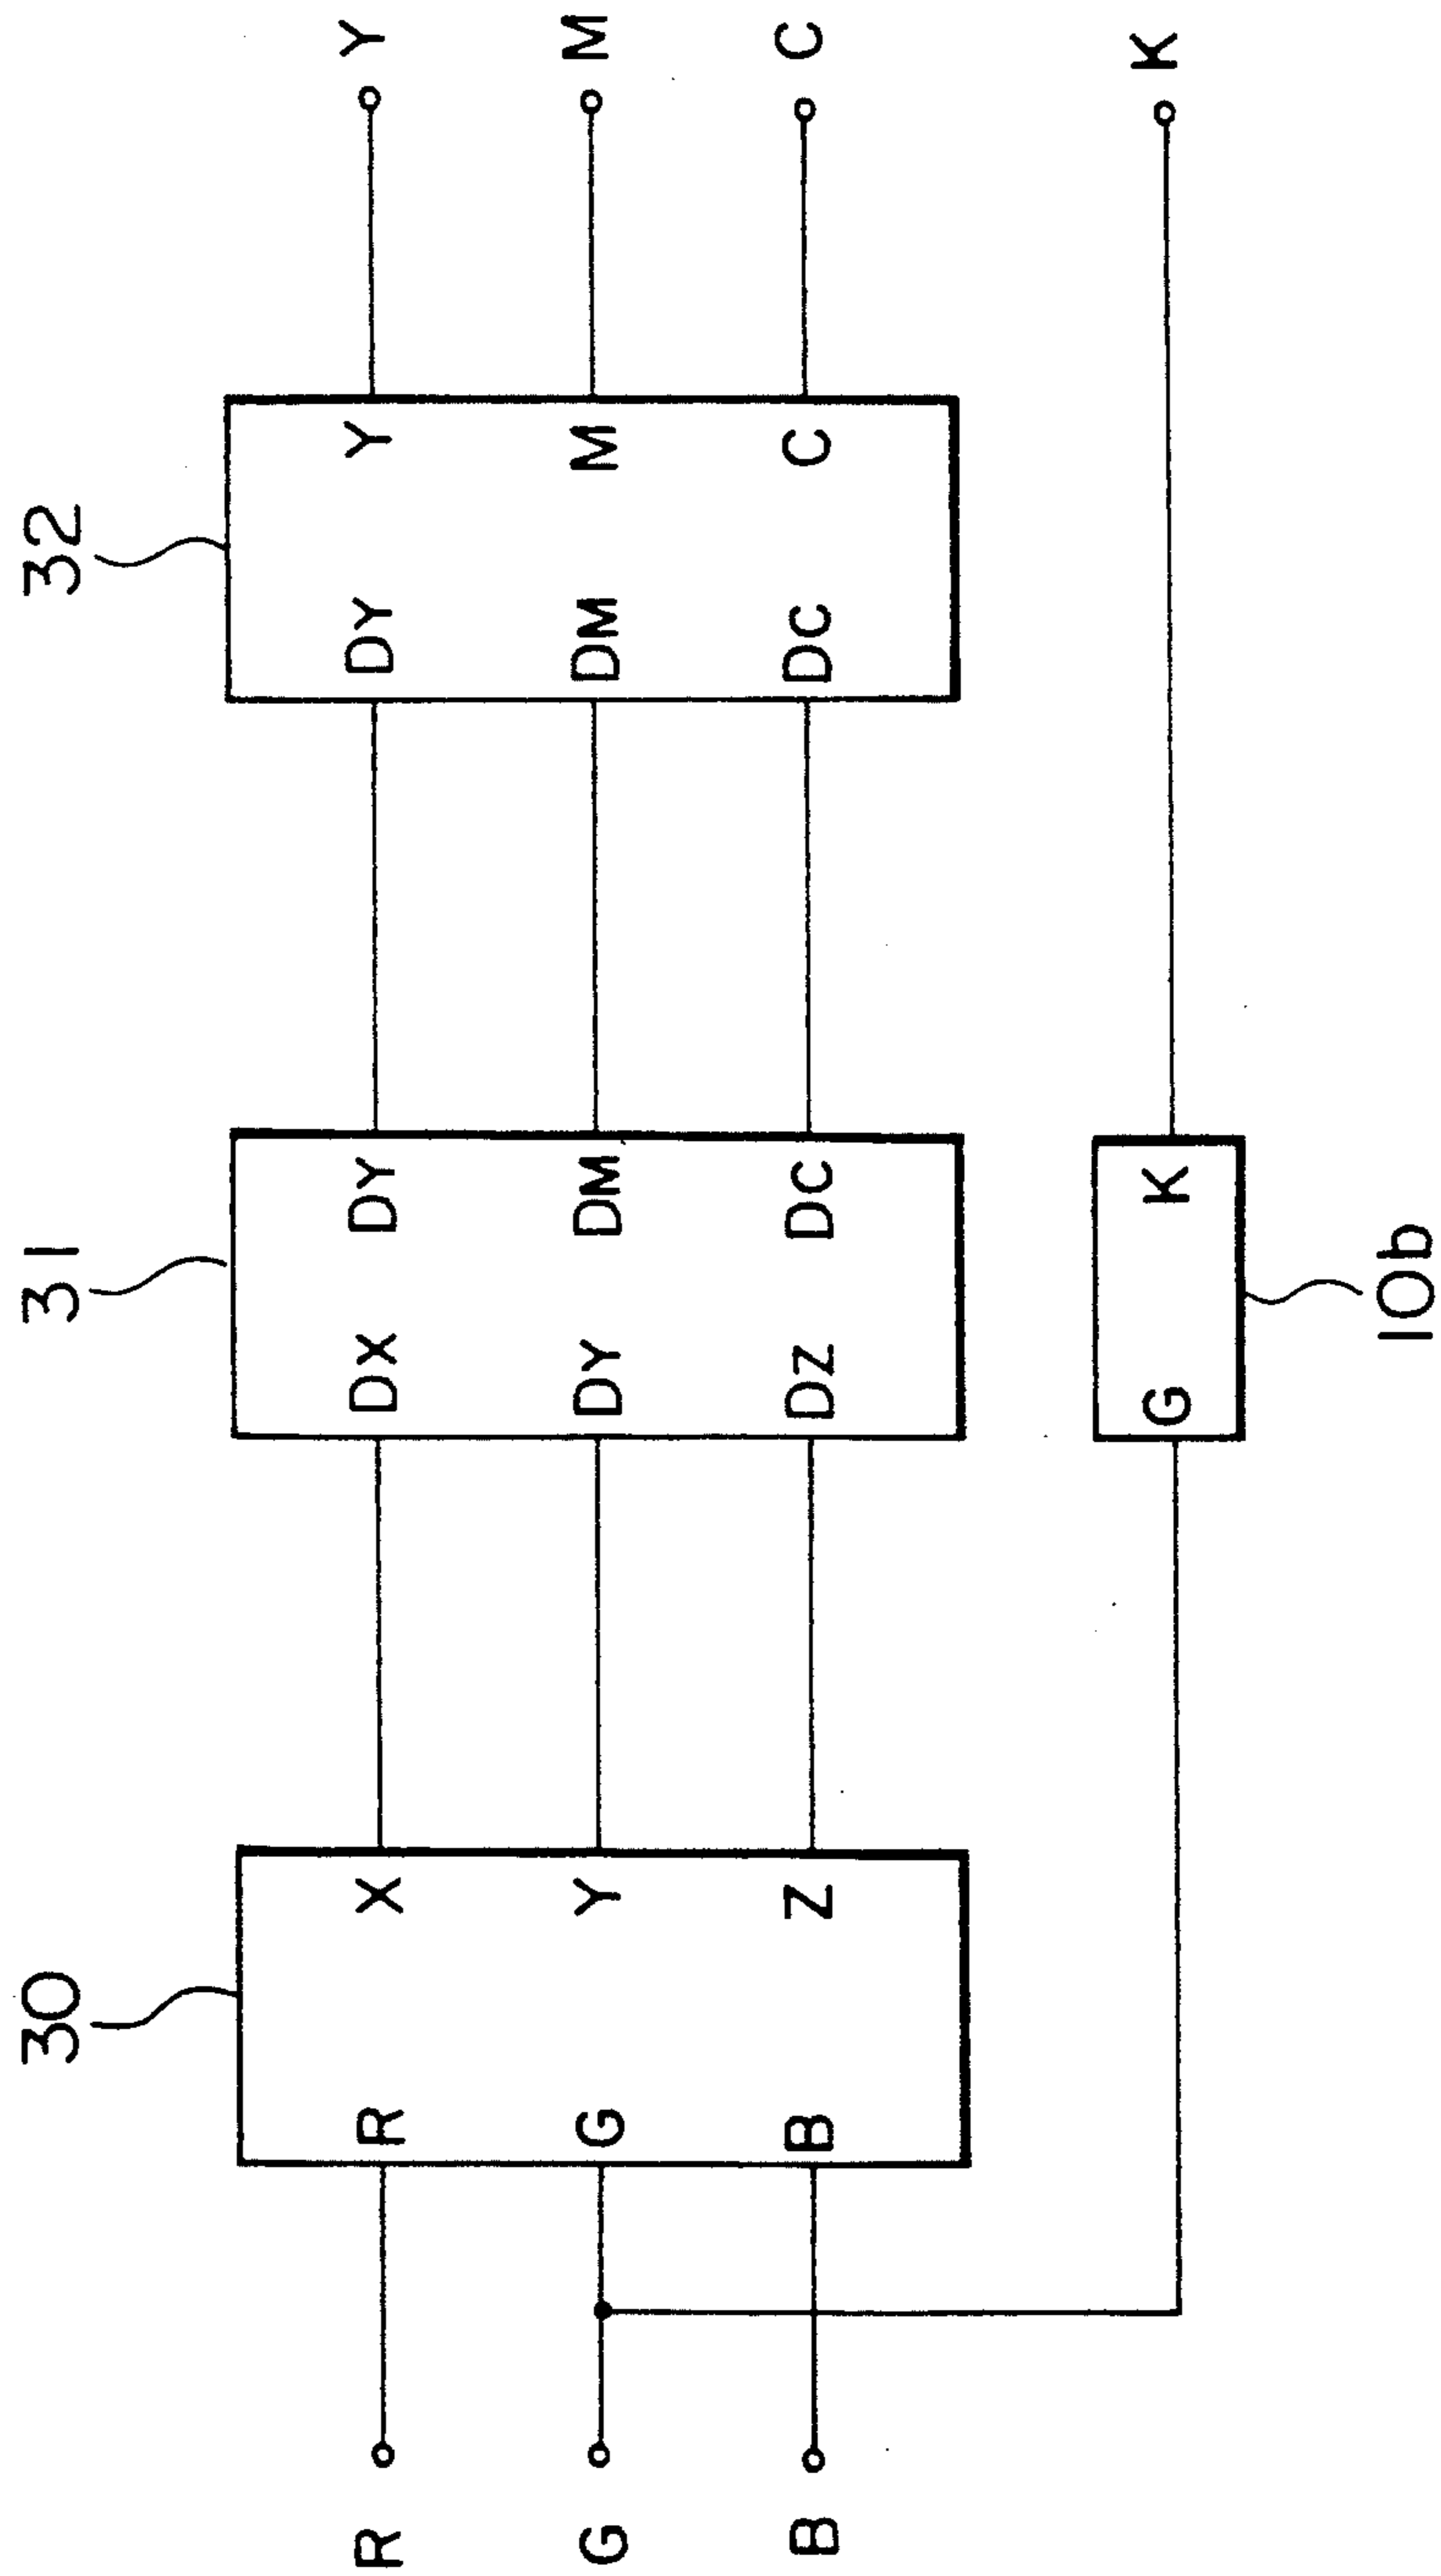 30 31 32
R X DX DY DY Y Y
R
G G Y DY DM DM M M
B B Z DZ DC DC C C
G K K
10b